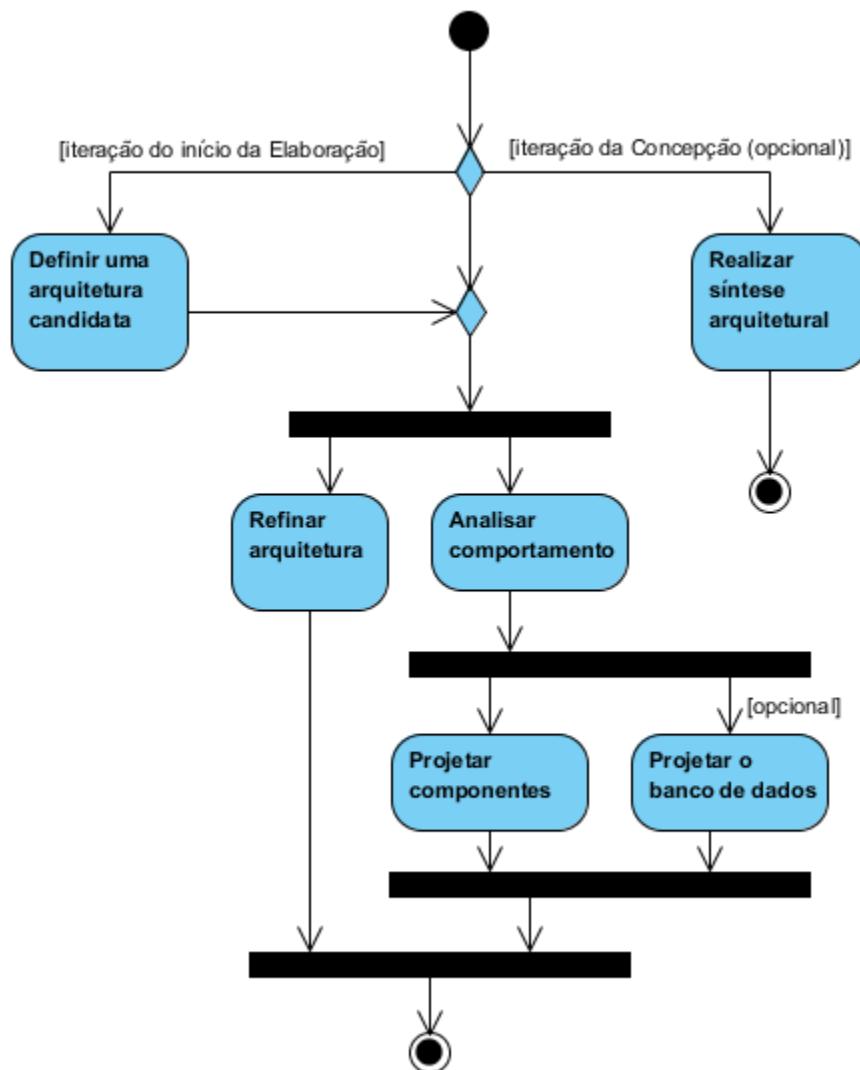 [iteração do início da Elaboração]
[iteração da Concepção (opcional)]
Definir uma
arquitetura
candidata
Realizar
síntese
arquitetural
Refinar
arquitetura
Analisar
comportamento
[opcional]
Projetar
componentes
Projetar o
banco de dados